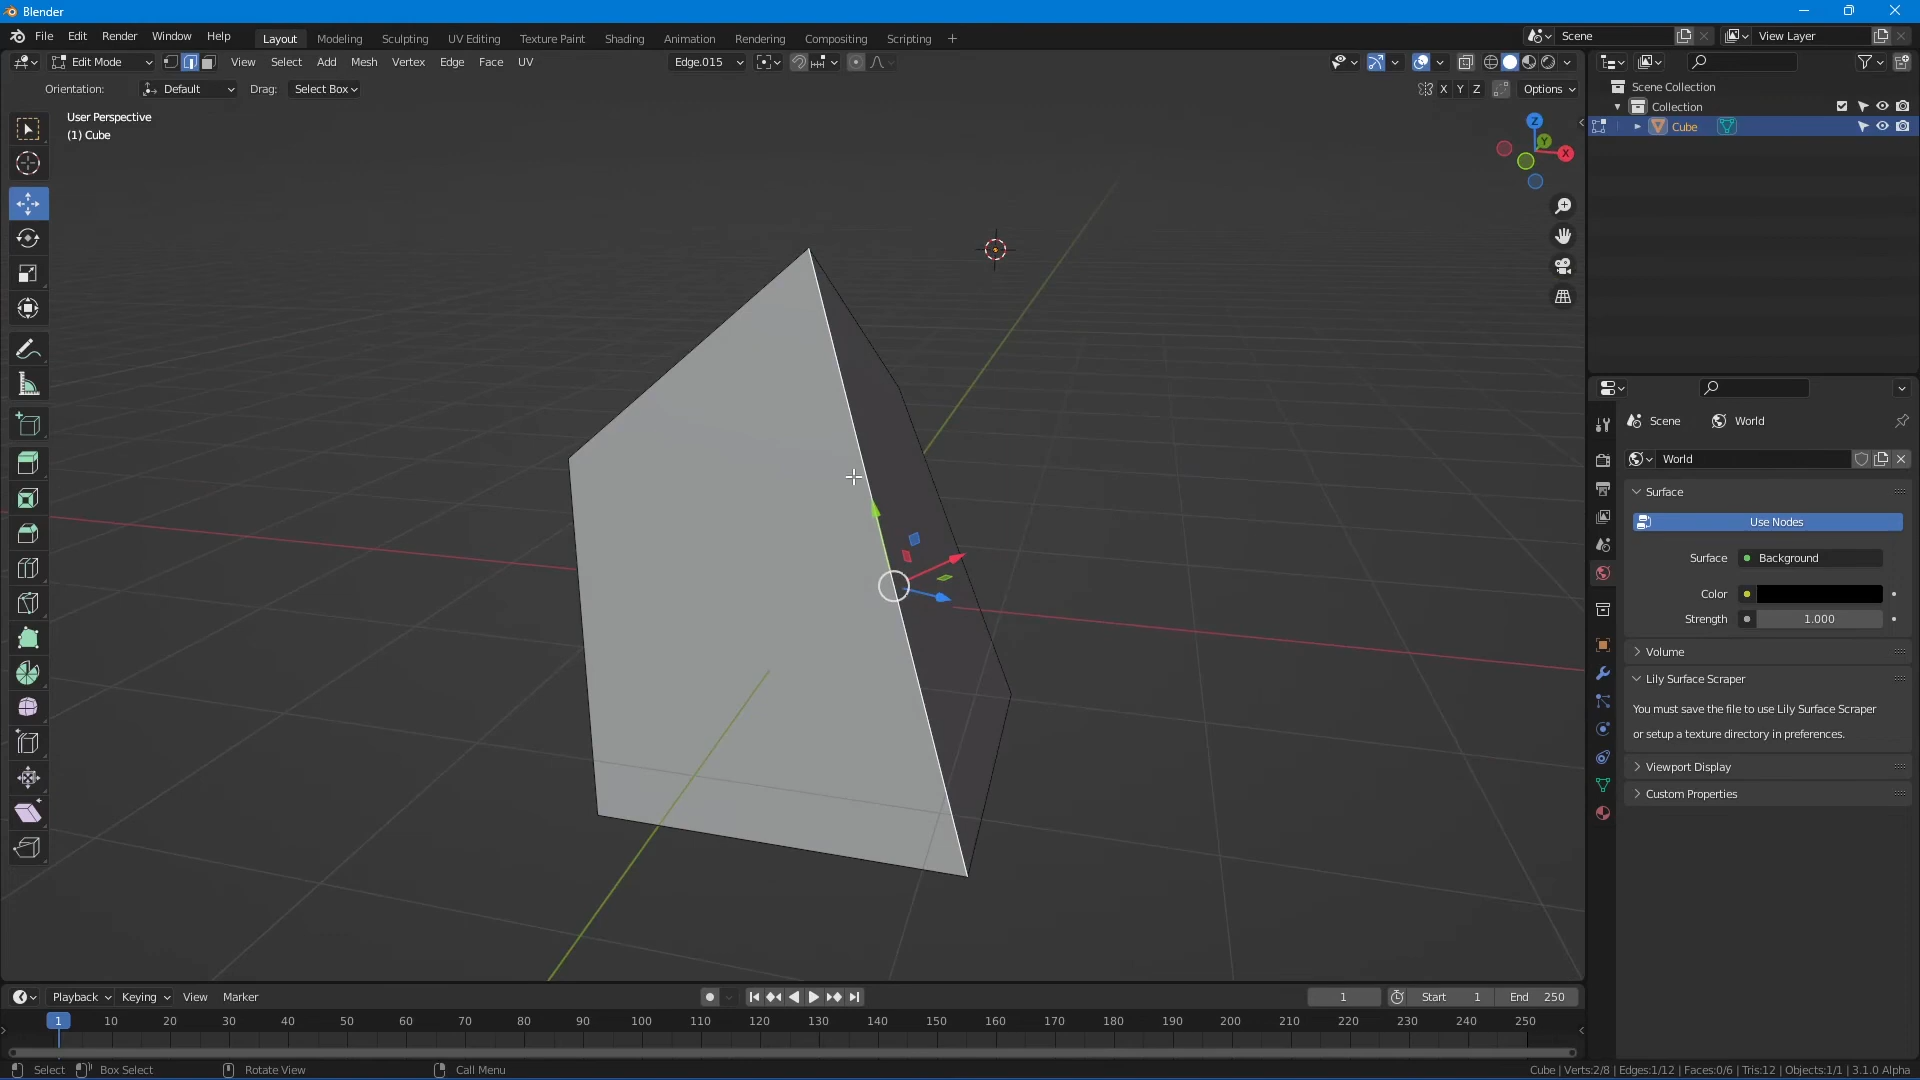 Blender
File Edit Render Window Help Layout Modeling Sculpting UV Editing Texture Paint Shading Animation Rendering Compositing Scripting + Scene View Layer
Edit Mode View Select Add Mesh Vertex Edge Face UV Edge.015
Orientation: Default Drag: Select Box X Y Z Options
User Perspective
(1) Cube
Z
Y
X
Scene Collection
Collection
Cube
Scene World
World
Surface
Use Nodes
Surface Background
Color
Strength 1.000
Volume
Lily Surface Scraper
You must save the file to use Lily Surface Scraper
or setup a texture directory in preferences.
Viewport Display
Custom Properties
Playback Keying View Marker 1 Start 1 End 250
1 10 20 30 40 50 60 70 80 90 100 110 120 130 140 150 160 170 180 190 200 210 220 230 240 250
Select Box Select Rotate View Call Menu Cube | Verts:2/8 | Edges:1/12 | Faces:0/6 | Tris:12 | Objects:1/1 | 3.1.0 Alpha